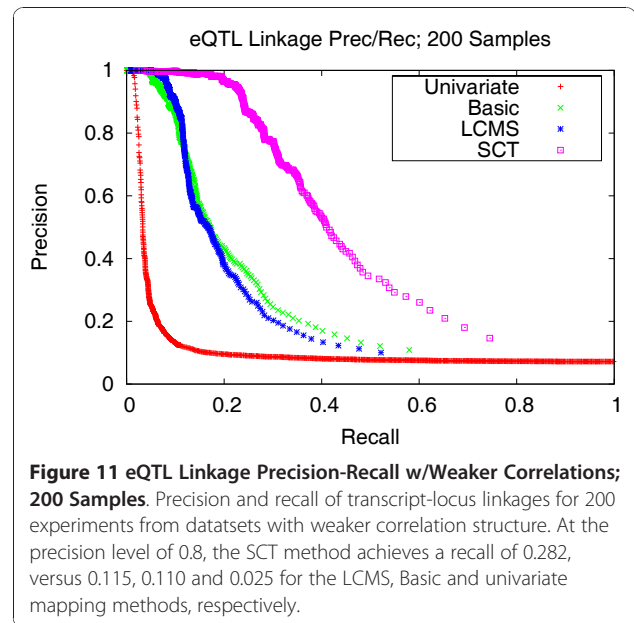 eQTL Linkage Prec/Rec; 200 Samples
1
0.8
0.6
0.4
0.2
0
Precision
Univariate
Basic
LCMS
SCT
0 0.2 0.4 0.6 0.8 1
Recall
Figure 11 eQTL Linkage Precision-Recall w/Weaker Correlations;
200 Samples. Precision and recall of transcript-locus linkages for 200
experiments from datatsets with weaker correlation structure. At the
precision level of 0.8, the SCT method achieves a recall of 0.282,
versus 0.115, 0.110 and 0.025 for the LCMS, Basic and univariate
mapping methods, respectively.